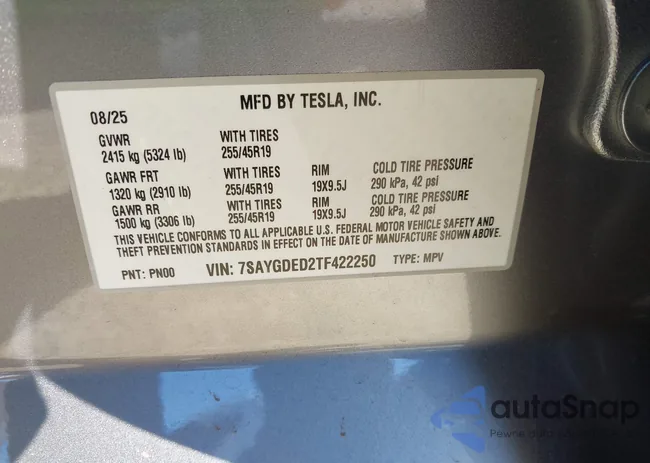 MFD BY TESLA, INC.
08/25
GVWR WITH TIRES
2415 kg (5324 lb) 255/45R19
GAWR FRT WITH TIRES RIM COLD TIRE PRESSURE
1320 kg (2910 lb) 255/45R19 19X9.5J 290 kPa, 42 psi
GAWR RR WITH TIRES RIM COLD TIRE PRESSURE
1500 kg (3306 lb) 255/45R19 19X9.5J 290 kPa, 42 psi
THIS VEHICLE CONFORMS TO ALL APPLICABLE U.S. FEDERAL MOTOR VEHICLE SAFETY AND
THEFT PREVENTION STANDARDS IN EFFECT ON THE DATE OF MANUFACTURE SHOWN ABOVE.
PNT: PN00 VIN: 7SAYGDED2TF422250 TYPE: MPV
autaSnap
Pewne auta